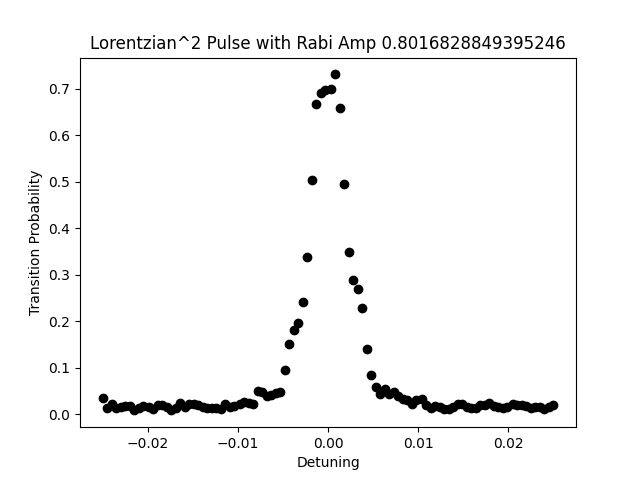 Lorentzian^2 Pulse with Rabi Amp 0.8016828849395246
Transition Probability
0.7
0.6
0.5
0.4
0.3
0.2
0.1
0.0
−0.02 −0.01 0.00 0.01 0.02
Detuning